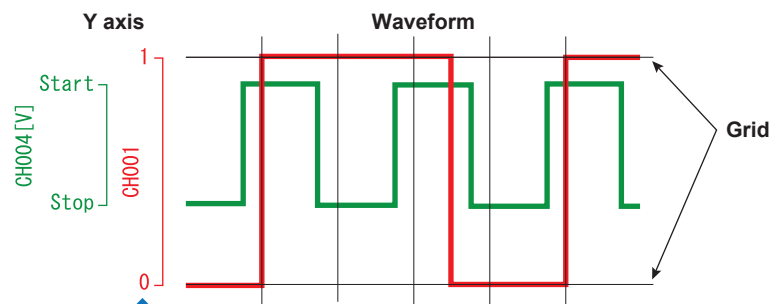 Y axis
Waveform
1
Start
CH004[V]
CH001
Grid
Stop
0